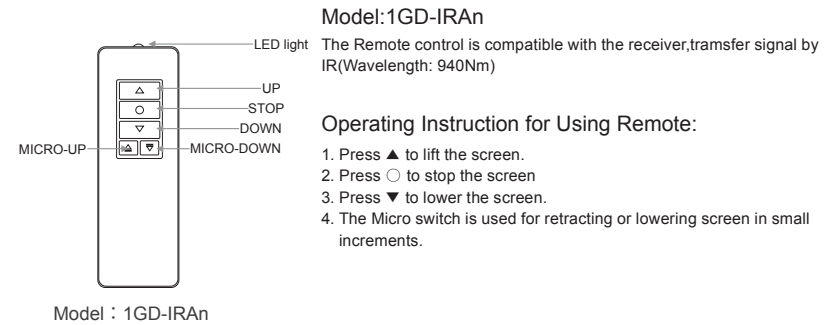 LED light
UP
STOP
DOWN
MICRO-UP
MICRO-DOWN
Model：1GD-IRAn
Model:1GD-IRAn
The Remote control is compatible with the receiver,tramsfer signal by
IR(Wavelength: 940Nm)
Operating Instruction for Using Remote:
1. Press ▲ to lift the screen.
2. Press ○ to stop the screen
3. Press ▼ to lower the screen.
4. The Micro switch is used for retracting or lowering screen in small
increments.